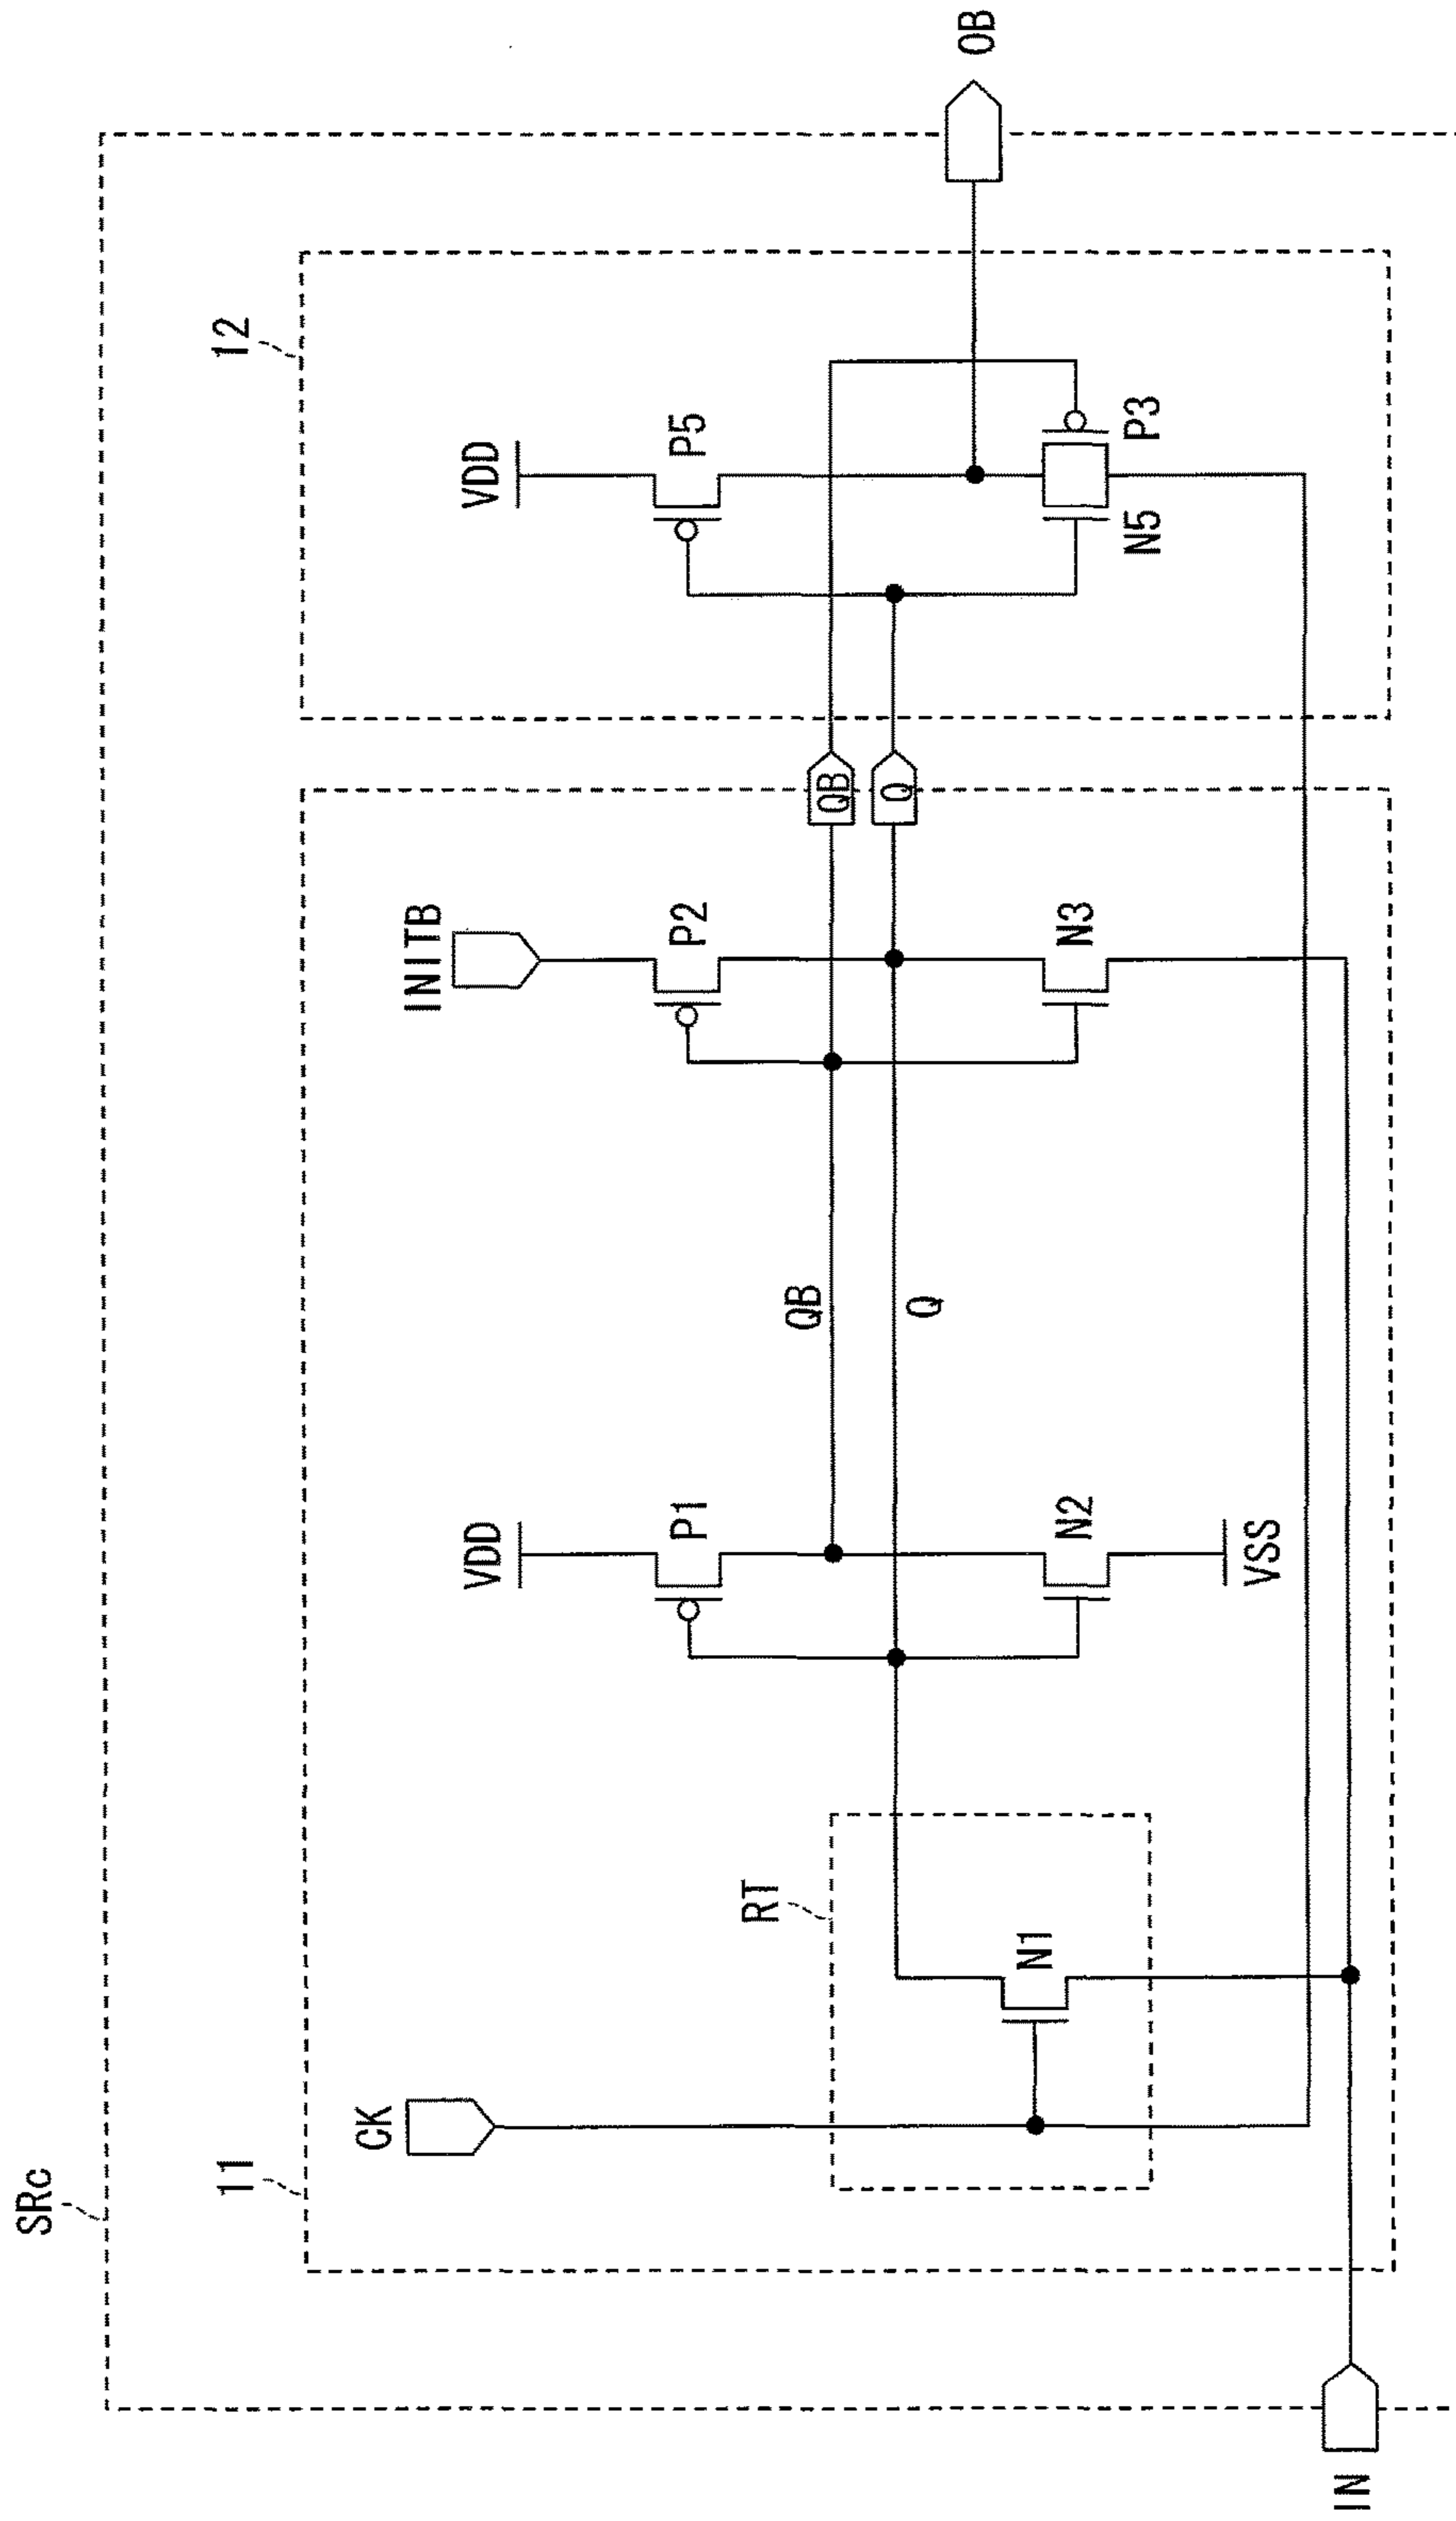 SRc
11
12
CK
VDD
INITB
VDD
P1
P2
P5
QB
QB
RT
Q
Q
OB
N1
N2
N3
N5
P3
VSS
IN